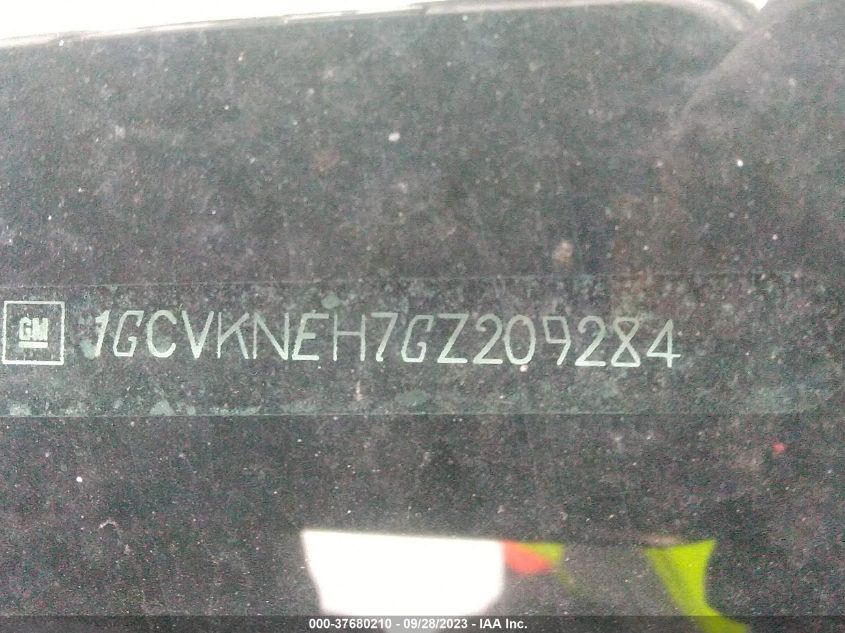 GM 1GCVKNEH7GZ209284
000-37680210 - 09/28/2023 - IAA Inc.